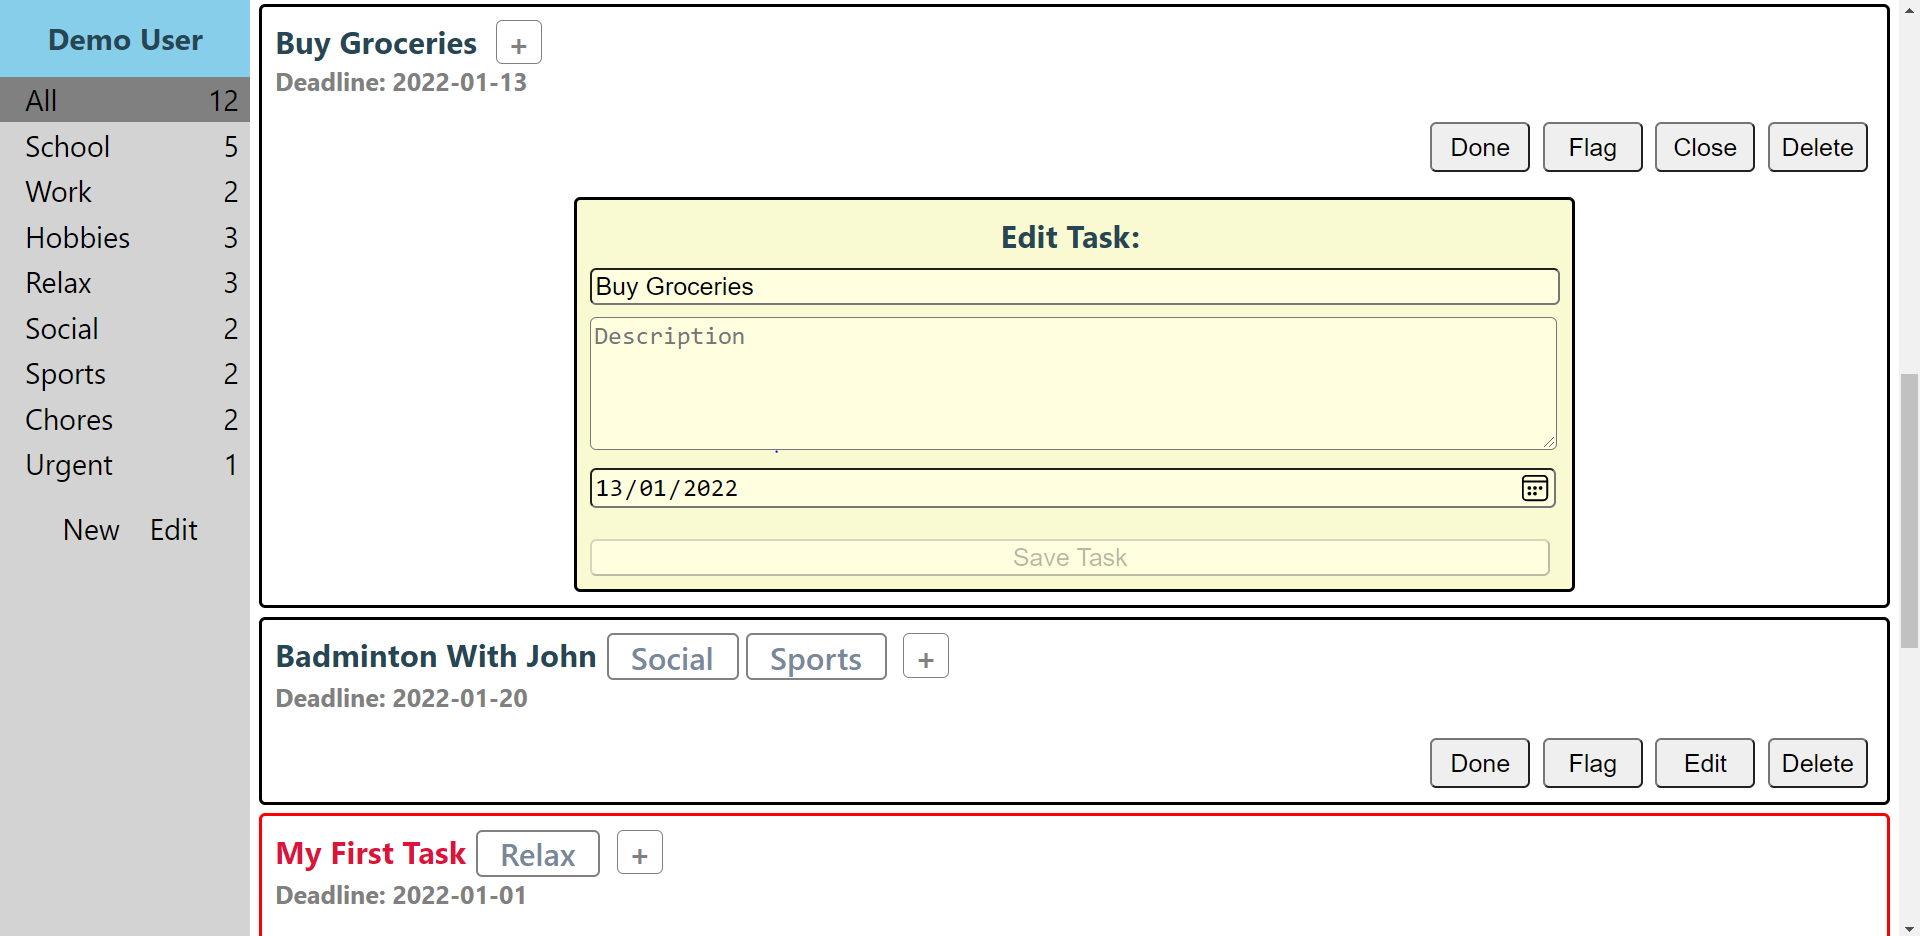 Demo User
All 12
School 5
Work 2
Hobbies 3
Relax 3
Social 2
Sports 2
Chores 2
Urgent 1
New Edit
Buy Groceries +
Deadline: 2022-01-13
Done Flag Close Delete
Edit Task:
Buy Groceries
Description
13/01/2022
Save Task
Badminton With John Social Sports +
Deadline: 2022-01-20
Done Flag Edit Delete
My First Task Relax +
Deadline: 2022-01-01